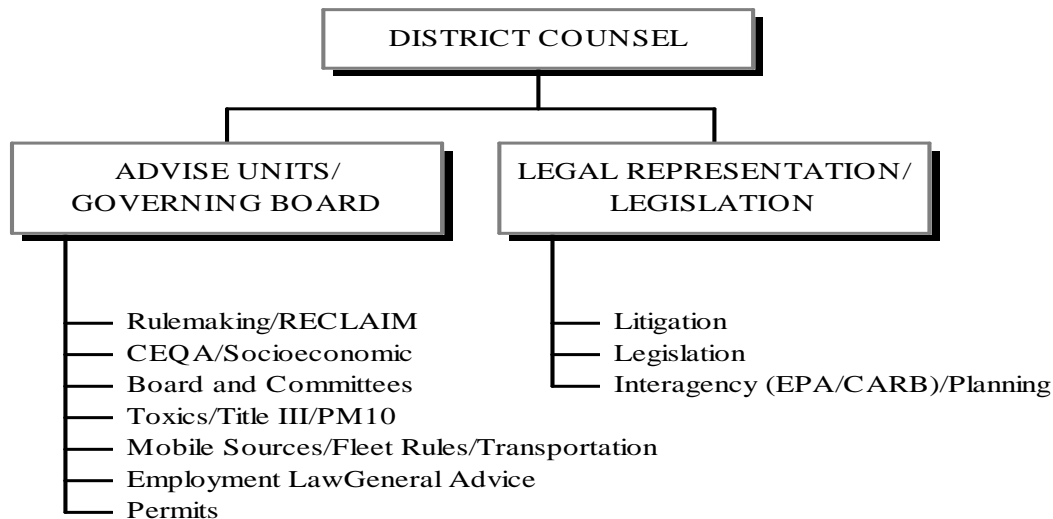 DISTRICT COUNSEL
ADVISE UNITS/
GOVERNING BOARD
LEGAL REPRESENTATION/
LEGISLATION
Rulemaking/RECLAIM
CEQA/Socioeconomic
Board and Committees
Toxics/Title III/PM10
Mobile Sources/Fleet Rules/Transportation
Employment LawGeneral Advice
Permits
Litigation
Legislation
Interagency (EPA/CARB)/Planning